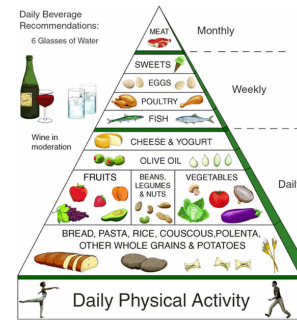 Daily Beverage
Recommendations:
6 Glasses of Water
Wine in
moderation
MEAT
Monthly
SWEETS
EGGS
Weekly
POULTRY
FISH
CHEESE & YOGURT
OLIVE OIL
FRUITS
BEANS,
LEGUMES
& NUTS
VEGETABLES
Daily
BREAD, PASTA, RICE, COUSCOUS,POLENTA,
OTHER WHOLE GRAINS & POTATOES
Daily Physical Activity